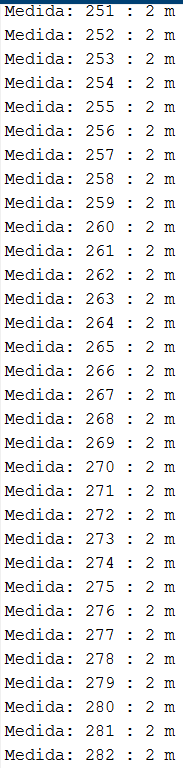 Medida: 251 : 2 m
Medida: 252 : 2 m
Medida: 253 : 2 m
Medida: 254 : 2 m
Medida: 255 : 2 m
Medida: 256 : 2 m
Medida: 257 : 2 m
Medida: 258 : 2 m
Medida: 259 : 2 m
Medida: 260 : 2 m
Medida: 261 : 2 m
Medida: 262 : 2 m
Medida: 263 : 2 m
Medida: 264 : 2 m
Medida: 265 : 2 m
Medida: 266 : 2 m
Medida: 267 : 2 m
Medida: 268 : 2 m
Medida: 269 : 2 m
Medida: 270 : 2 m
Medida: 271 : 2 m
Medida: 272 : 2 m
Medida: 273 : 2 m
Medida: 274 : 2 m
Medida: 275 : 2 m
Medida: 276 : 2 m
Medida: 277 : 2 m
Medida: 278 : 2 m
Medida: 279 : 2 m
Medida: 280 : 2 m
Medida: 281 : 2 m
Medida: 282 : 2 m